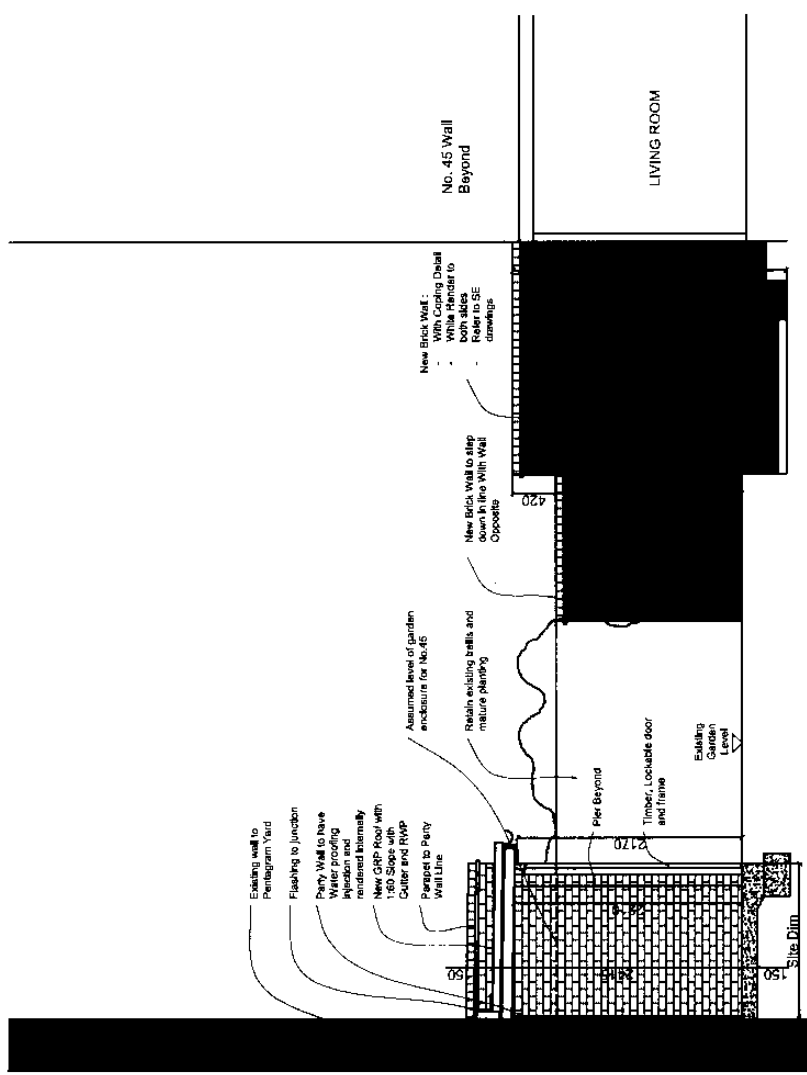 Existing wall to
Pentagram Yard
Flashing to junction
Party Wall to have
Water proofing
injection and
rendered internally
New GRP Roof with
1:60 Slope with
Gutter and RWP
Parapet to Party
Wall Line
Assumed level of garden
enclosure for No.45
Retain existing trellis and
mature planting
New Brick Wall to step
down in line With Wall
Opposite
New Brick Wall :
- With Coping Detail
- White Render to
both sides
- Refer to SE
drawings
No. 45 Wall
Beyond
LIVING ROOM
420
2170
Pier Beyond
Timber, Lockable door
and frame
Existing
Garden
Level
150
Site Dim